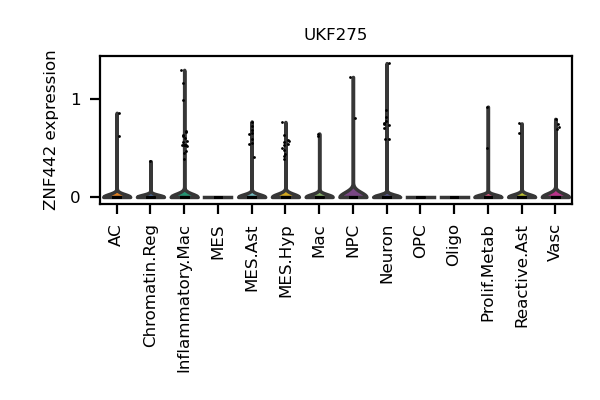 UKF275
ZNF442 expression
1
0
AC
Chromatin.Reg
Inflammatory.Mac
MES
MES.Ast
MES.Hyp
Mac
NPC
Neuron
OPC
Oligo
Prolif.Metab
Reactive.Ast
Vasc